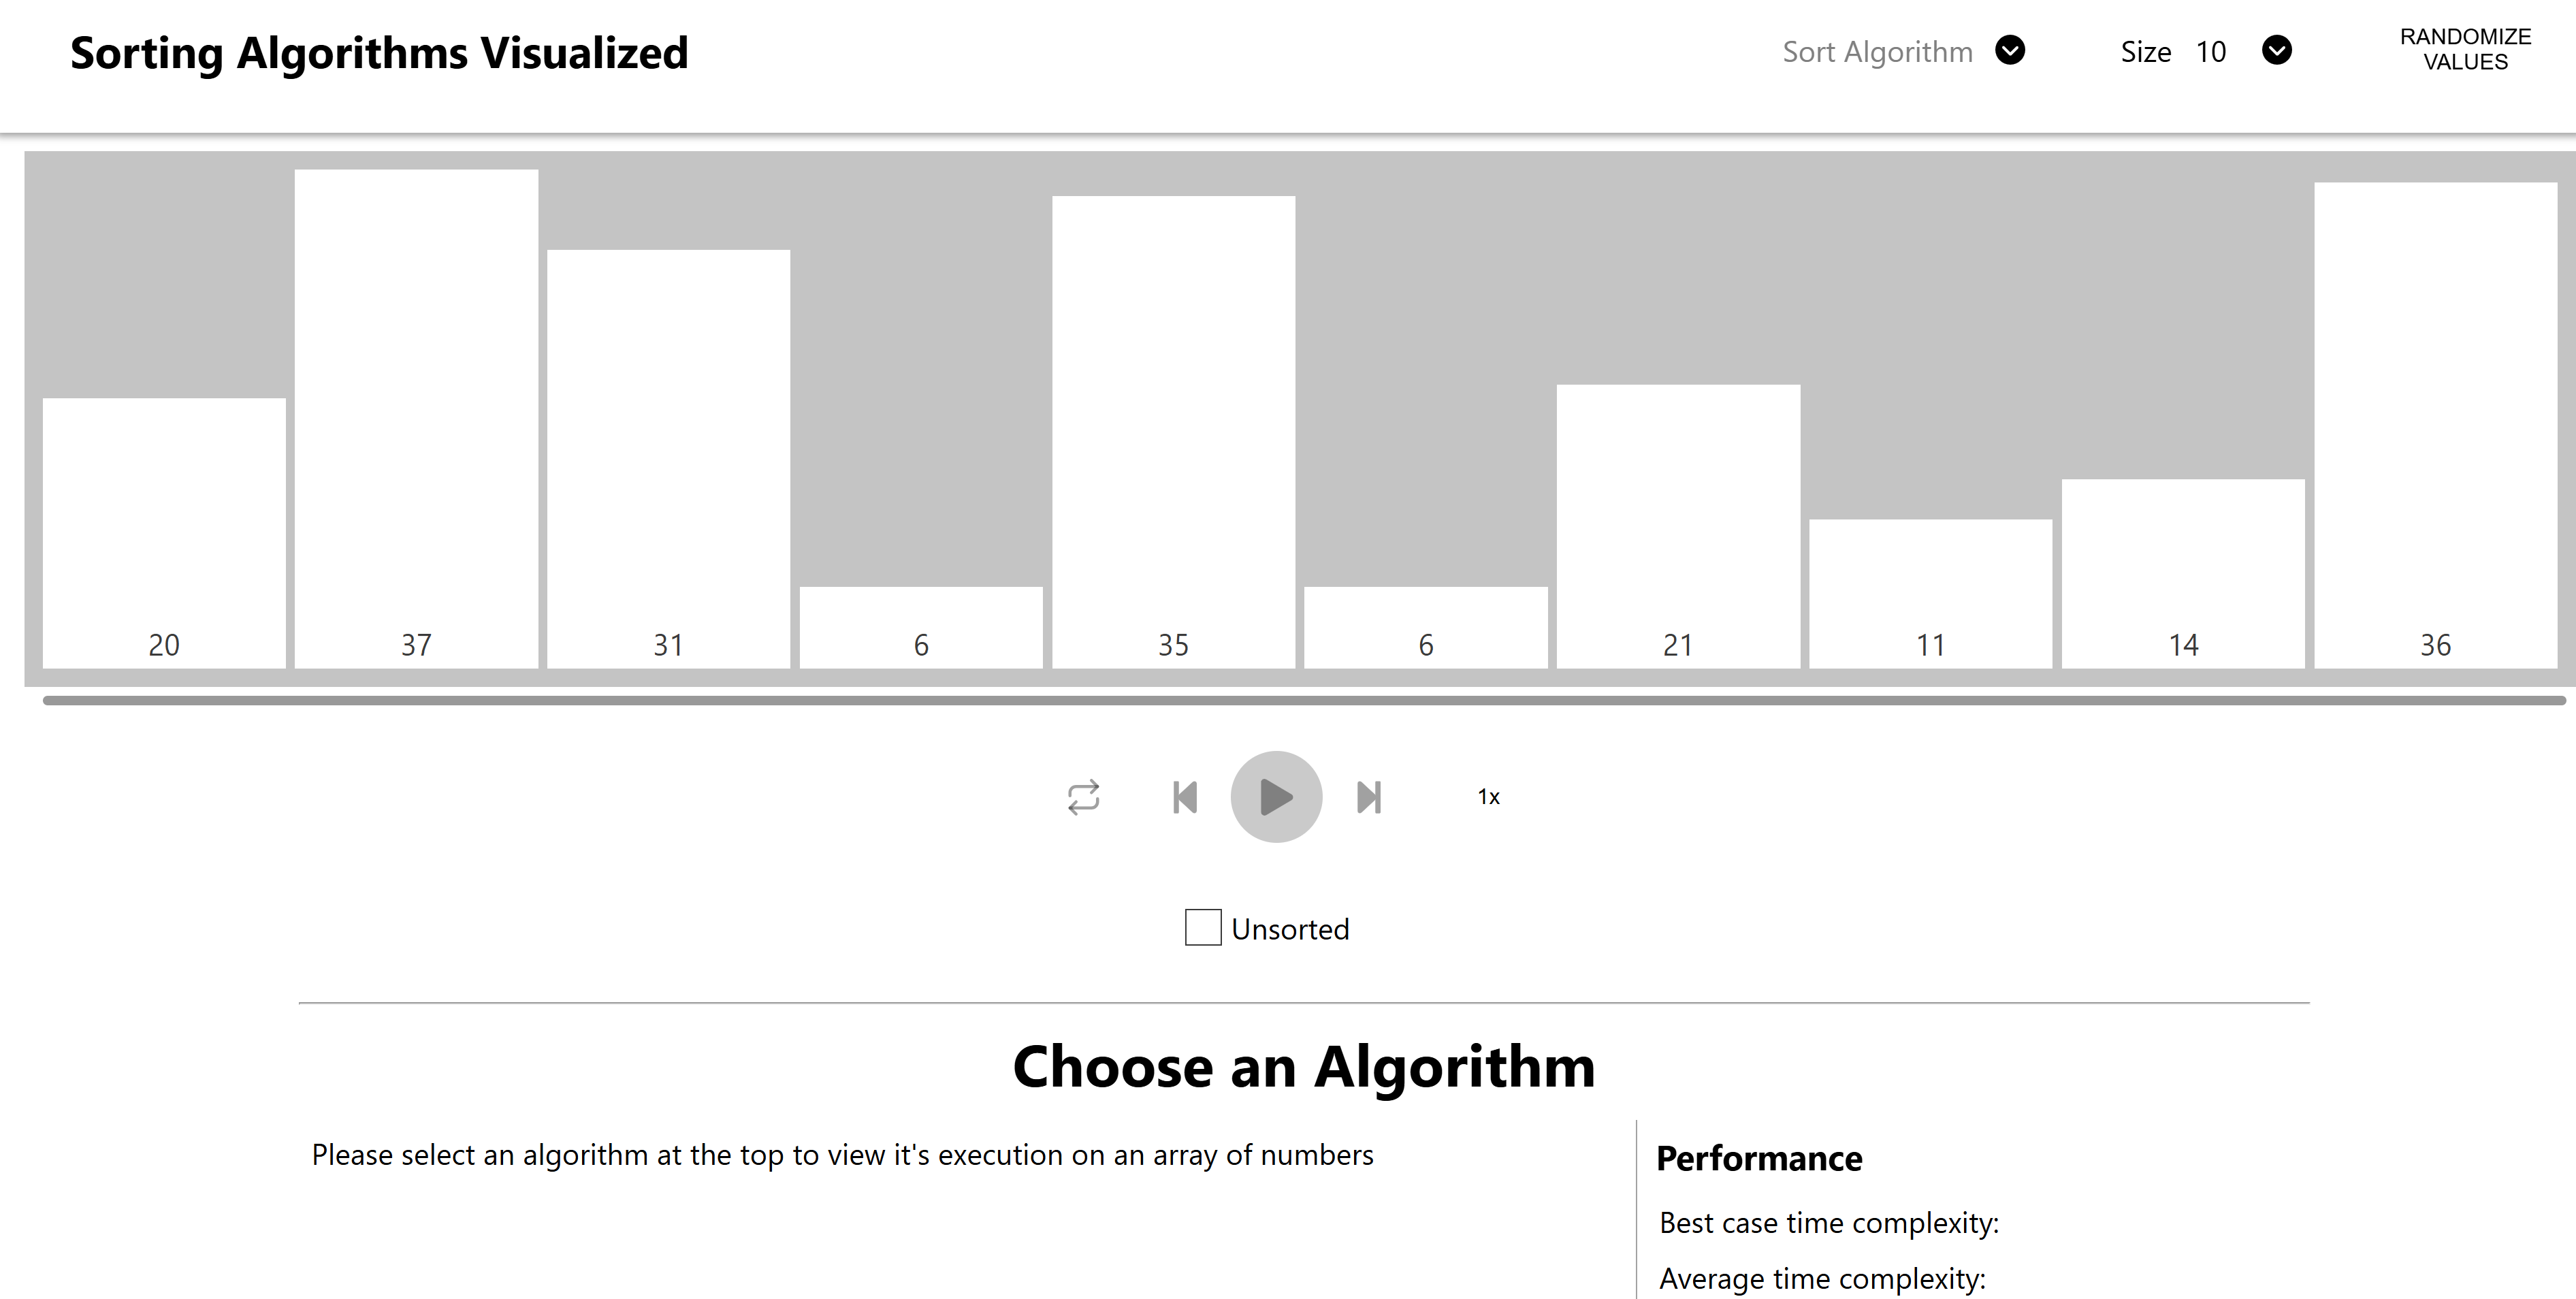 Sorting Algorithms Visualized
Sort Algorithm
Size 10
RANDOMIZE
VALUES
20 37 31 6 35 6 21 11 14 36
1x
Unsorted
Choose an Algorithm
Please select an algorithm at the top to view it's execution on an array of numbers
Performance
Best case time complexity:
Average time complexity: